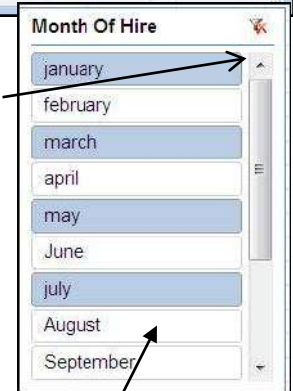 Month Of Hire
january
february
march
april
may
June
july
August
September